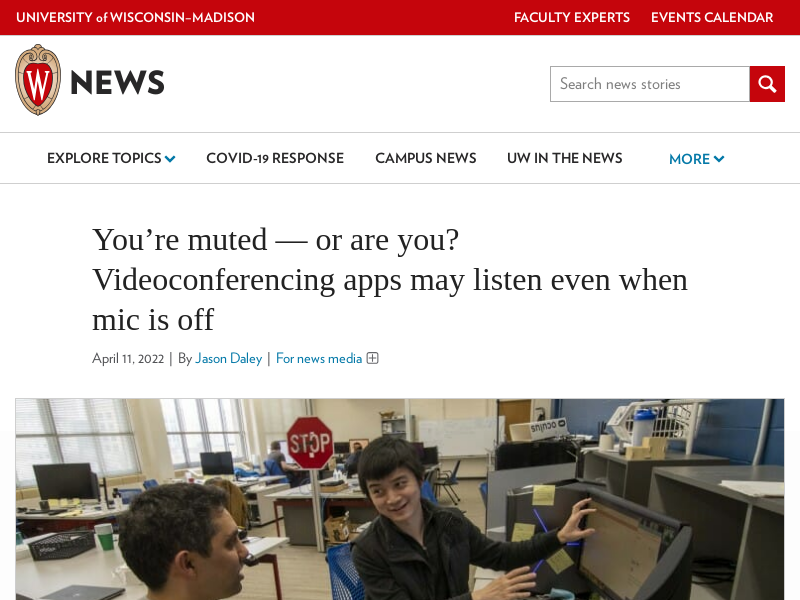 UNIVERSITY of WISCONSIN–MADISON
FACULTY EXPERTS
EVENTS CALENDAR
W
NEWS
Search news stories
EXPLORE TOPICS
COVID-19 RESPONSE
CAMPUS NEWS
UW IN THE NEWS
MORE
You’re muted — or are you?
Videoconferencing apps may listen even when
mic is off
April 11, 2022 | By Jason Daley | For news media
STOP
oculus